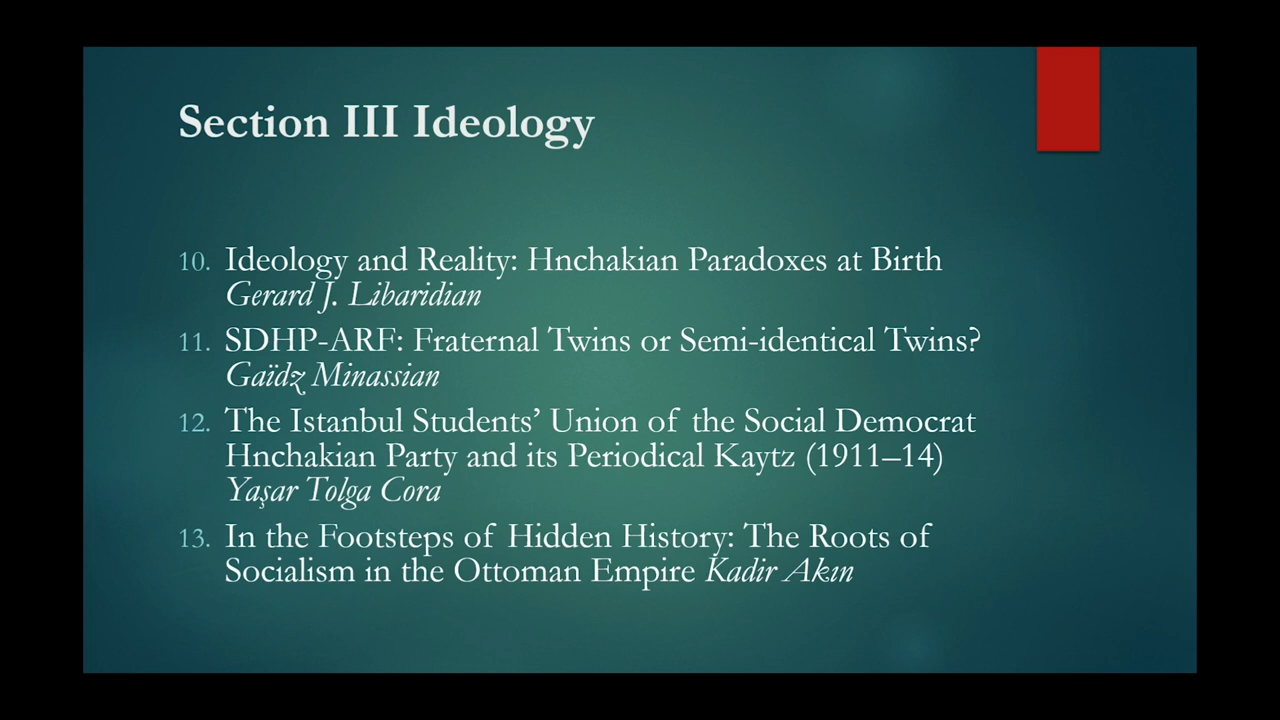 Section III Ideology
10. Ideology and Reality: Hnchakian Paradoxes at Birth
Gerard J. Libaridian
11. SDHP-ARF: Fraternal Twins or Semi-identical Twins?
Gaïdz Minassian
12. The Istanbul Students’ Union of the Social Democrat
Hnchakian Party and its Periodical Kaytz (1911–14)
Yaşar Tolga Cora
13. In the Footsteps of Hidden History: The Roots of
Socialism in the Ottoman Empire Kadir Akın